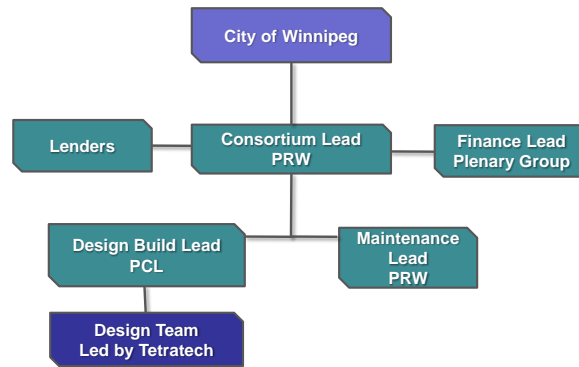 City of Winnipeg
Lenders
Consortium Lead
PRW
Finance Lead
Plenary Group
Design Build Lead
PCL
Maintenance
Lead
PRW
Design Team
Led by Tetratech